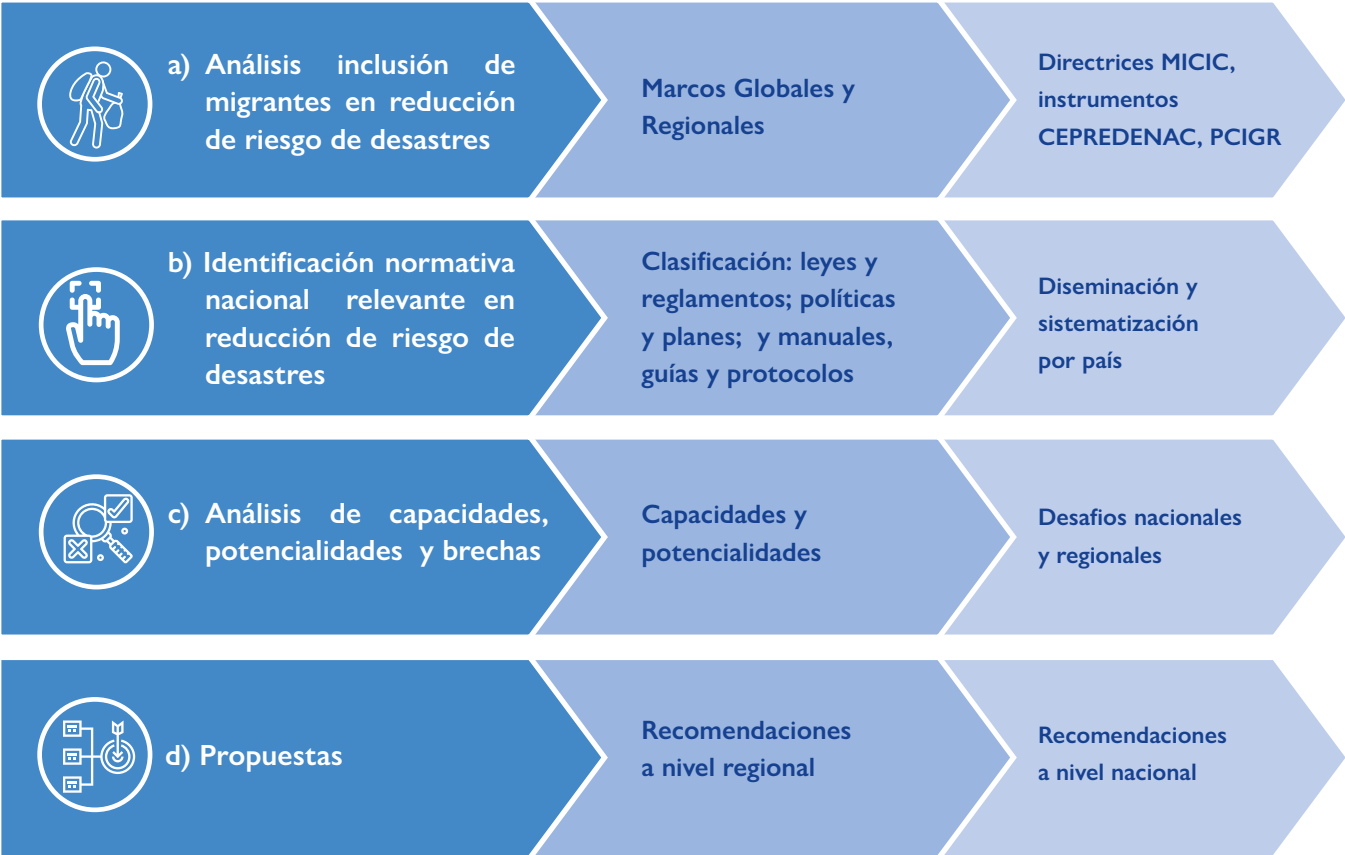 a) Análisis inclusión de
migrantes en reducción
de riesgo de desastres
Marcos Globales y
Regionales
Directrices MICIC,
instrumentos
CEPREDENAC, PCIGR
b) Identificación normativa
nacional relevante en
reducción de riesgo de
desastres
Clasificación: leyes y
reglamentos; políticas
y planes; y manuales,
guías y protocolos
Diseminación y
sistematización
por país
c) Análisis de capacidades,
potencialidades y brechas
Capacidades y
potencialidades
Desafios nacionales
y regionales
d) Propuestas
Recomendaciones
a nivel regional
Recomendaciones
a nivel nacional